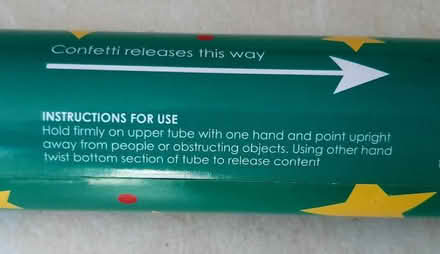 Confetti releases this way
INSTRUCTIONS FOR USE
Hold firmly on upper tube with one hand and point upright
away from people or obstructing objects. Using other hand
twist bottom section of tube to release content